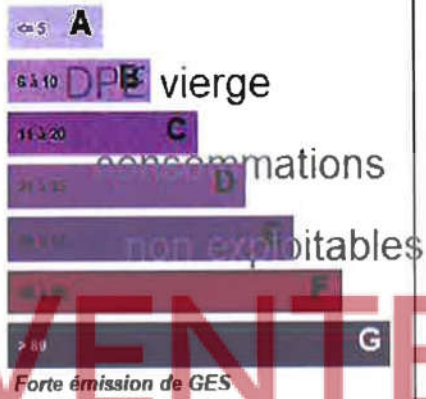 <= 5 A
6 à 10 B
DPE vierge
11 à 20 C
consommations
D
non exploitables
F
> 80 G
VENTE
Forte émission de GES